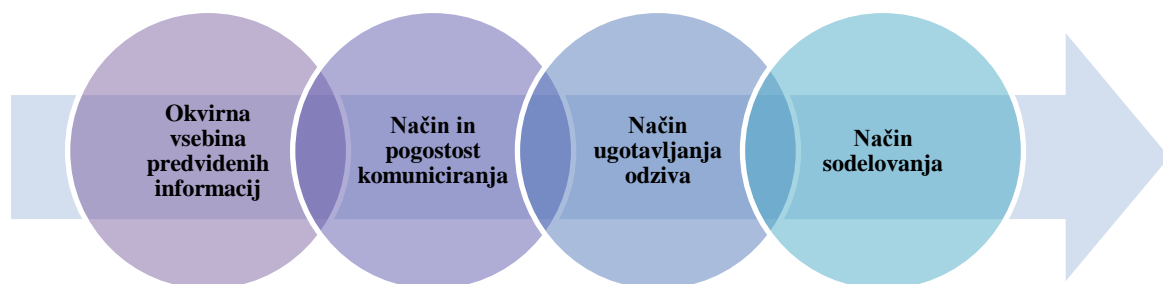 Okvirna
vsebina
predvidenih
informacij
Način in
pogostost
komuniciranja
Način
ugotavljanja
odziva
Način
sodelovanja